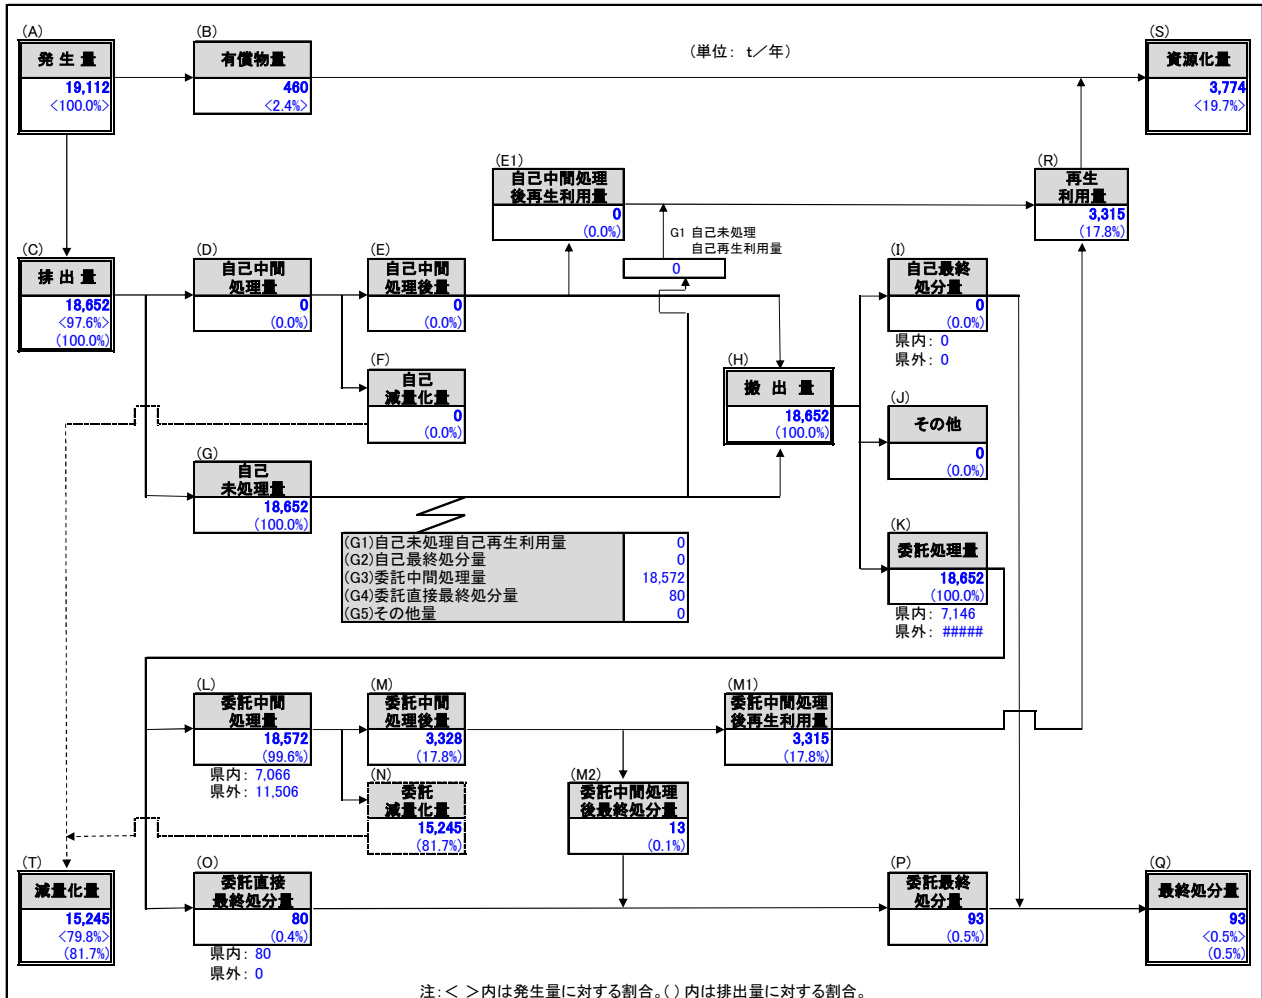 (A)
発 生 量
19,112
<100.0%>
(B)
有償物量
460
<2.4%>
(単位: t/年)
(S)
資源化量
3,774
<19.7%>
(E1)
自己中間処理
後再生利用量
0
(0.0%)
G1 自己未処理
自己再生利用量
0
(R)
再生
利用量
3,315
(17.8%)
(C)
排 出 量
18,652
<97.6%>
(100.0%)
(D)
自己中間
処理量
0
(0.0%)
(E)
自己中間
処理後量
0
(0.0%)
(I)
自己最終
処分量
0
(0.0%)
県内: 0
県外: 0
(F)
自己
減量化量
0
(0.0%)
(H)
搬 出 量
18,652
(100.0%)
(J)
その他
0
(0.0%)
(G)
自己
未処理量
18,652
(100.0%)
(G1)自己未処理自己再生利用量 0
(G2)自己最終処分量 0
(G3)委託中間処理量 18,572
(G4)委託直接最終処分量 80
(G5)その他量 0
(K)
委託処理量
18,652
(100.0%)
県内: 7,146
県外: #####
(L)
委託中間
処理量
18,572
(99.6%)
県内: 7,066
県外: 11,506
(M)
委託中間
処理後量
3,328
(17.8%)
(M1)
委託中間処理
後再生利用量
3,315
(17.8%)
(N)
委託
減量化量
15,245
(81.7%)
(M2)
委託中間処理
後最終処分量
13
(0.1%)
(T)
減量化量
15,245
<79.8%>
(81.7%)
(O)
委託直接
最終処分量
80
(0.4%)
県内: 80
県外: 0
(P)
委託最終
処分量
93
(0.5%)
(Q)
最終処分量
93
<0.5%>
(0.5%)
注:< >内は発生量に対する割合。( ) 内は排出量に対する割合。